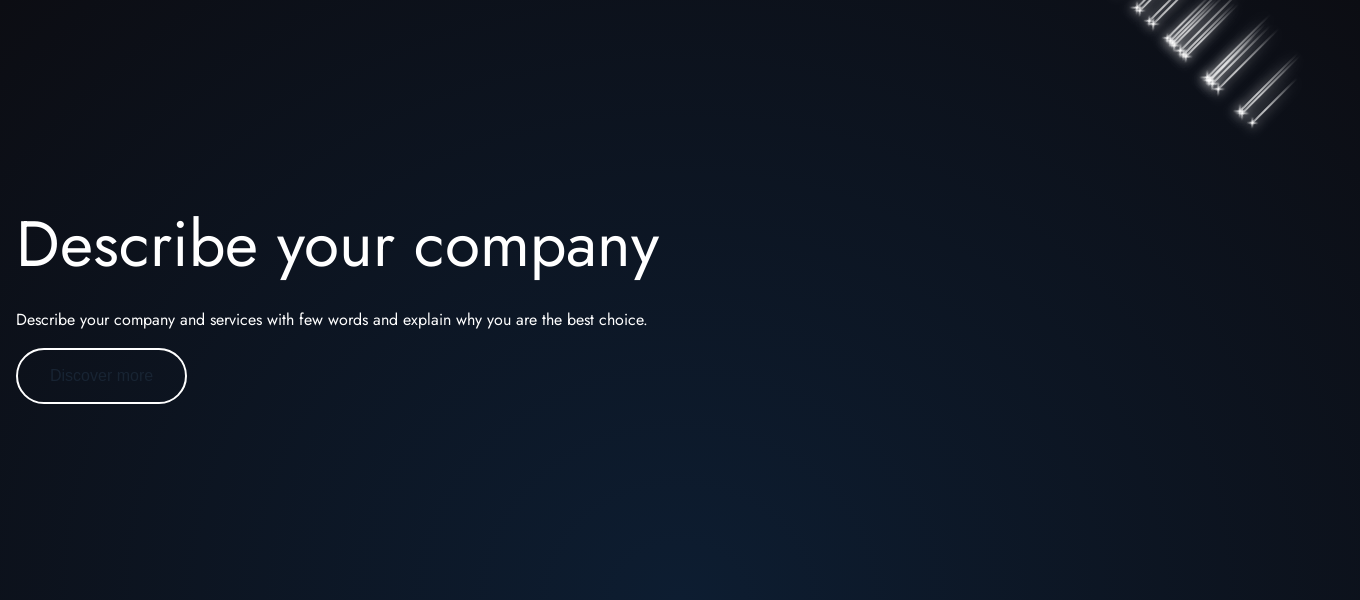 Describe your company
Describe your company and services with few words and explain why you are the best choice.
Discover more